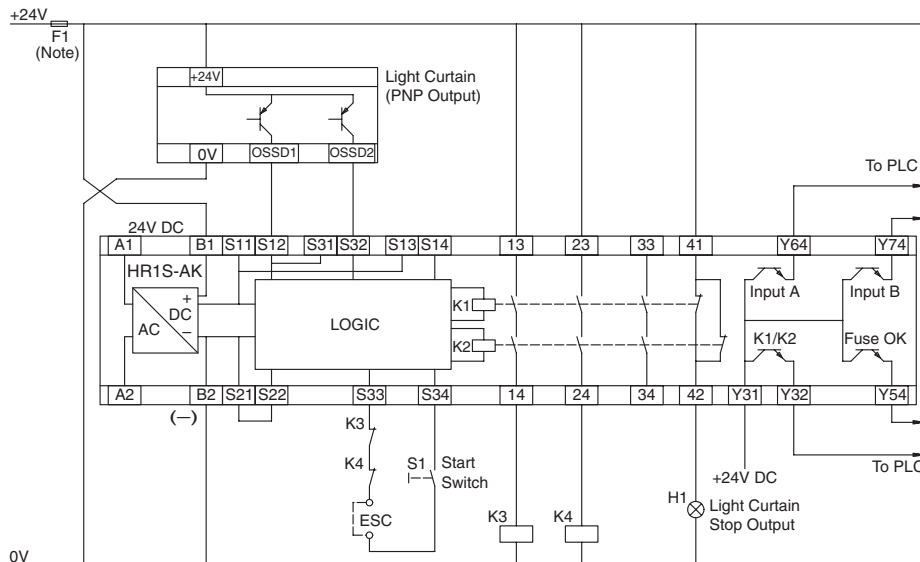 +24V
F1
(Note)
+24V
Light Curtain
(PNP Output)
0V
OSSD1
OSSD2
To PLC
24V DC
A1
B1
S11
S12
S31
S32
S13
S14
13
23
33
41
Y64
Y74
HR1S-AK
+
DC
–
AC
LOGIC
K1
K2
Input A
Input B
K1/K2
Fuse OK
A2
B2
S21
S22
S33
S34
14
24
34
42
Y31
Y32
Y54
(–)
K3
K4
S1
Start
Switch
ESC
+24V DC
To PLC
K3
K4
H1
Light Curtain
Stop Output
0V